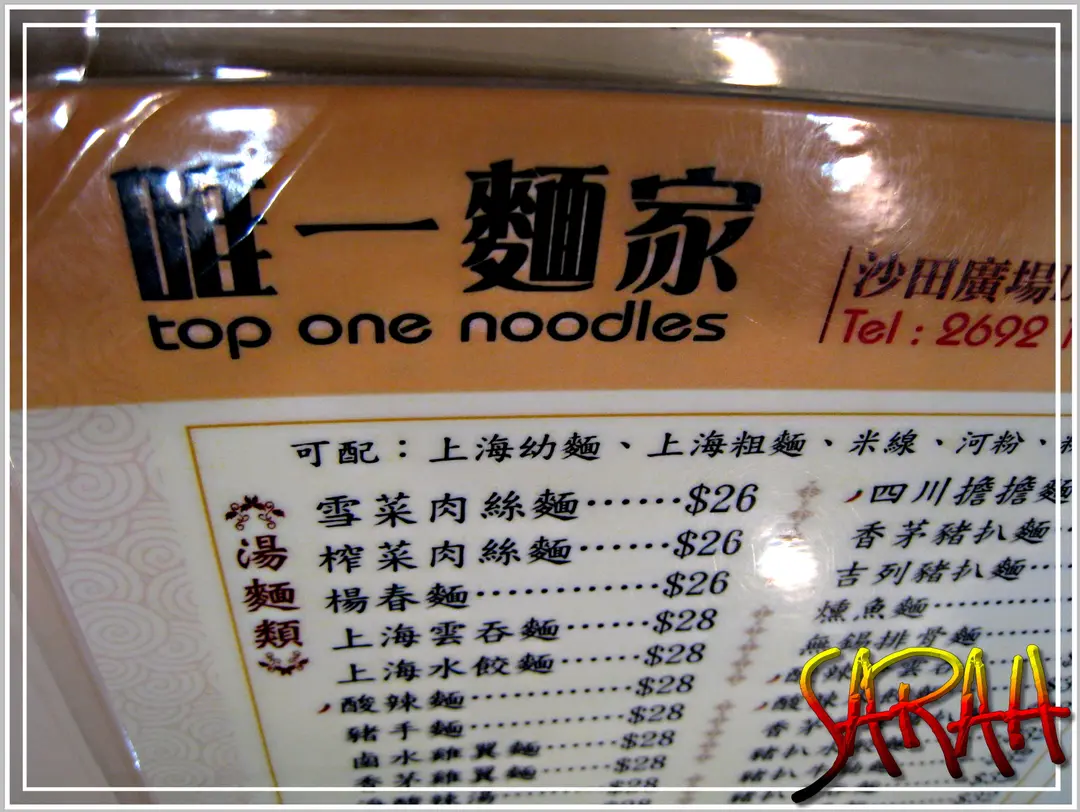 唯一麵家
top one noodles
沙田廣場
Tel : 2692
可配：上海幼麵、上海粗麵、米線、河粉、
湯麵類
雪菜肉絲麵······$26
榨菜肉絲麵······$26
楊春麵············$26
上海雲吞麵······$28
上海水餃麵······$28
酸辣麵············$28
豬手麵············$28
鹵水雞翼麵······$28
香茅雞翼麵······$28
四川擔擔麵
香茅豬扒麵
吉列豬扒麵
燻魚麵
無錫排骨麵
SARAH